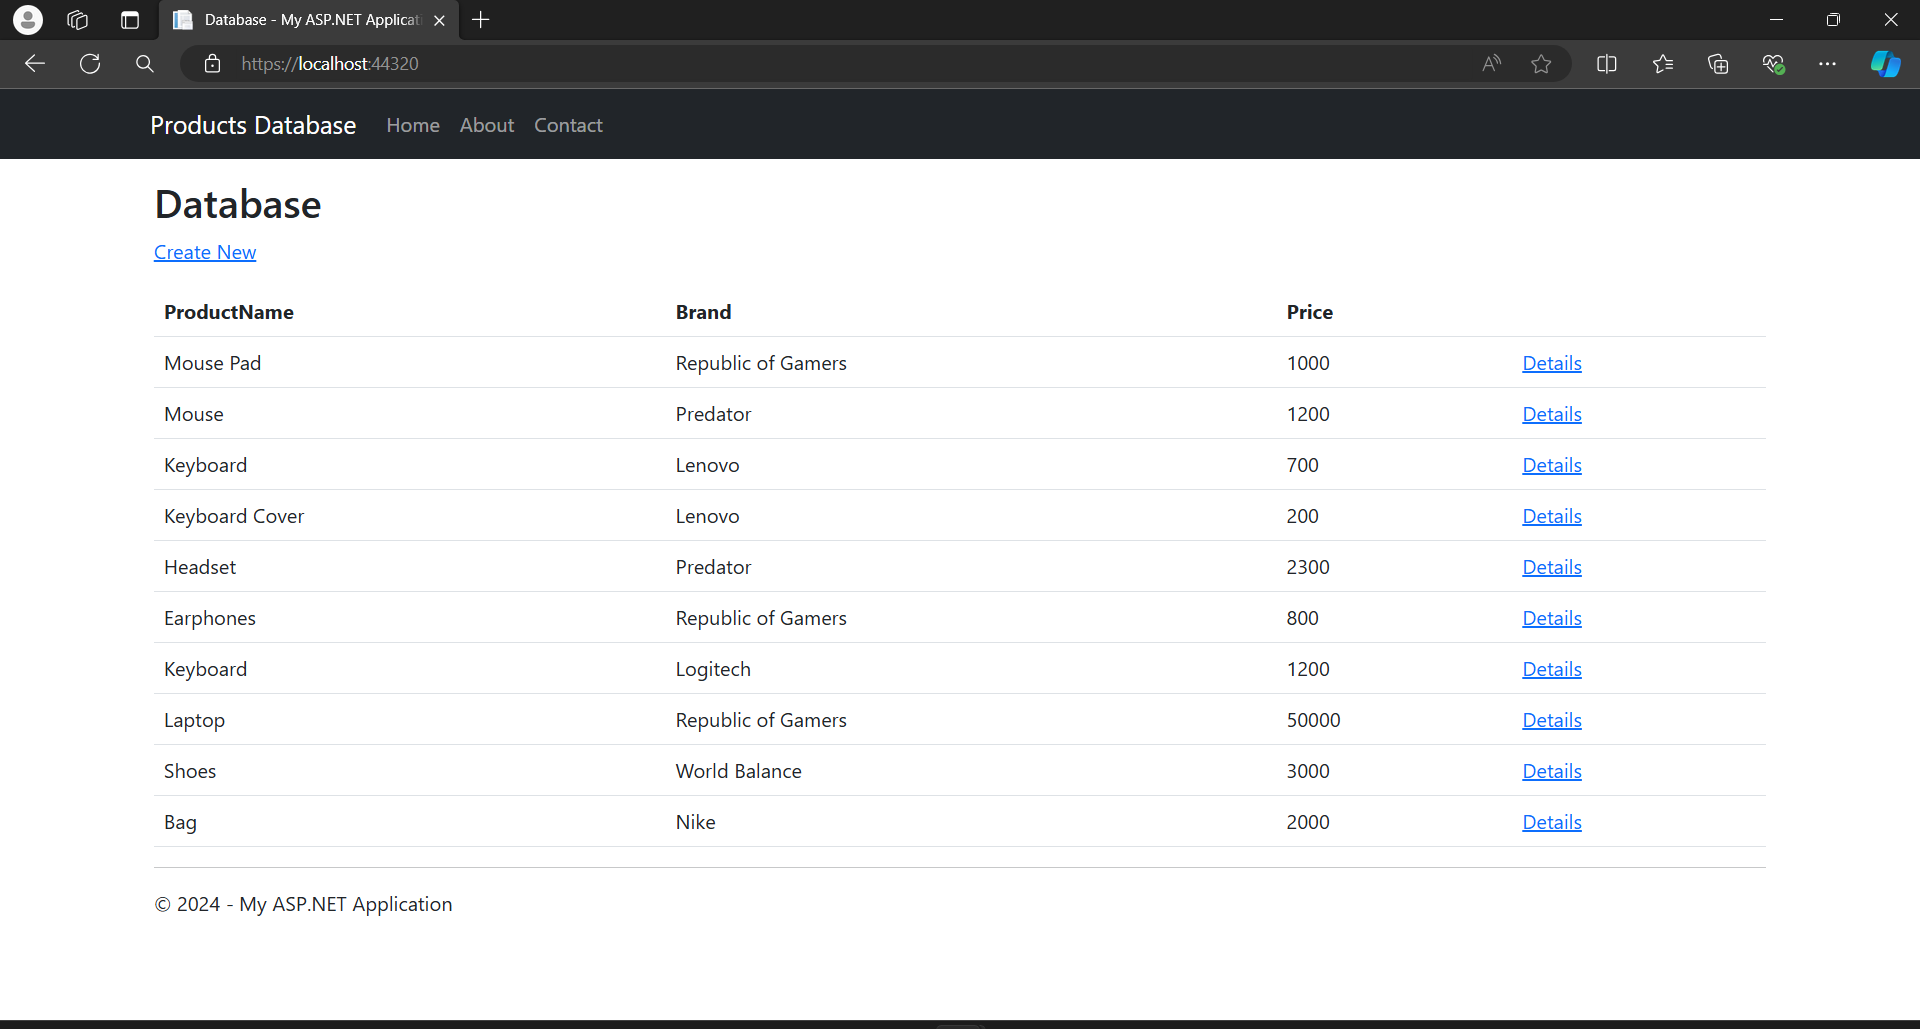 Database - My ASP.NET Applicati
https://localhost:44320
Products Database Home About Contact
Database
Create New
ProductName Brand Price
Mouse Pad Republic of Gamers 1000 Details
Mouse Predator 1200 Details
Keyboard Lenovo 700 Details
Keyboard Cover Lenovo 200 Details
Headset Predator 2300 Details
Earphones Republic of Gamers 800 Details
Keyboard Logitech 1200 Details
Laptop Republic of Gamers 50000 Details
Shoes World Balance 3000 Details
Bag Nike 2000 Details
© 2024 - My ASP.NET Application